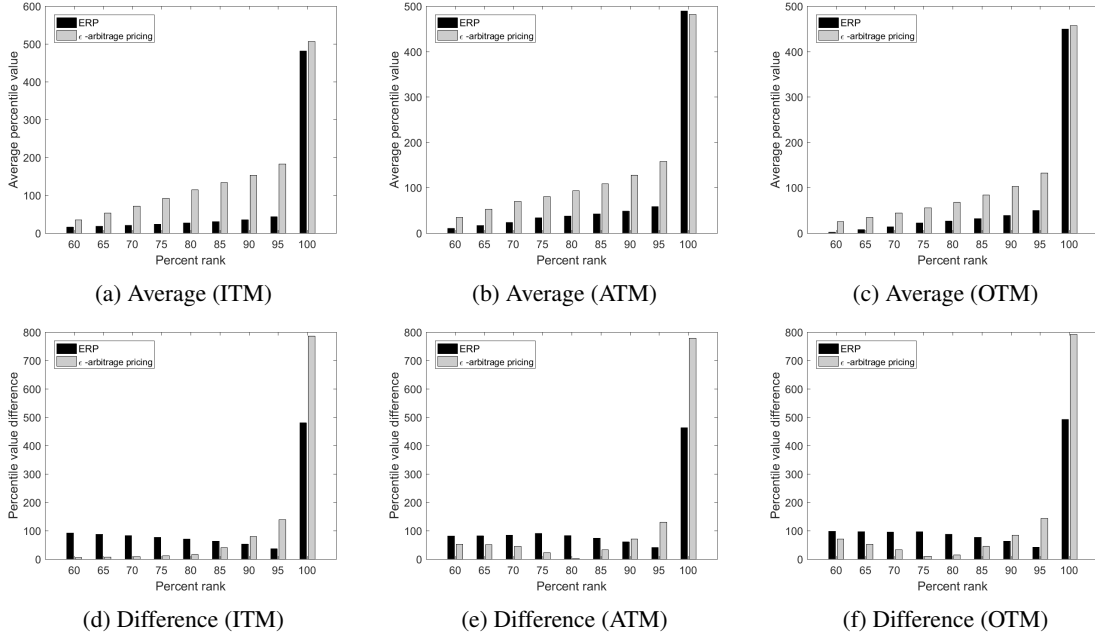 600
500
400
300
200
100
0
Average percentile value
ERP
ϵ -arbitrage pricing
60 65 70 75 80 85 90 95 100
Percent rank
(a) Average (ITM)
500
400
300
200
100
0
Average percentile value
ERP
ϵ -arbitrage pricing
60 65 70 75 80 85 90 95 100
Percent rank
(b) Average (ATM)
500
400
300
200
100
0
Average percentile value
ERP
ϵ -arbitrage pricing
60 65 70 75 80 85 90 95 100
Percent rank
(c) Average (OTM)
800
700
600
500
400
300
200
100
0
Percentile value difference
ERP
ϵ -arbitrage pricing
60 65 70 75 80 85 90 95 100
Percent rank
(d) Difference (ITM)
800
700
600
500
400
300
200
100
0
Percentile value difference
ERP
ϵ -arbitrage pricing
60 65 70 75 80 85 90 95 100
Percent rank
(e) Difference (ATM)
800
700
600
500
400
300
200
100
0
Percentile value difference
ERP
ϵ -arbitrage pricing
60 65 70 75 80 85 90 95 100
Percent rank
(f) Difference (OTM)